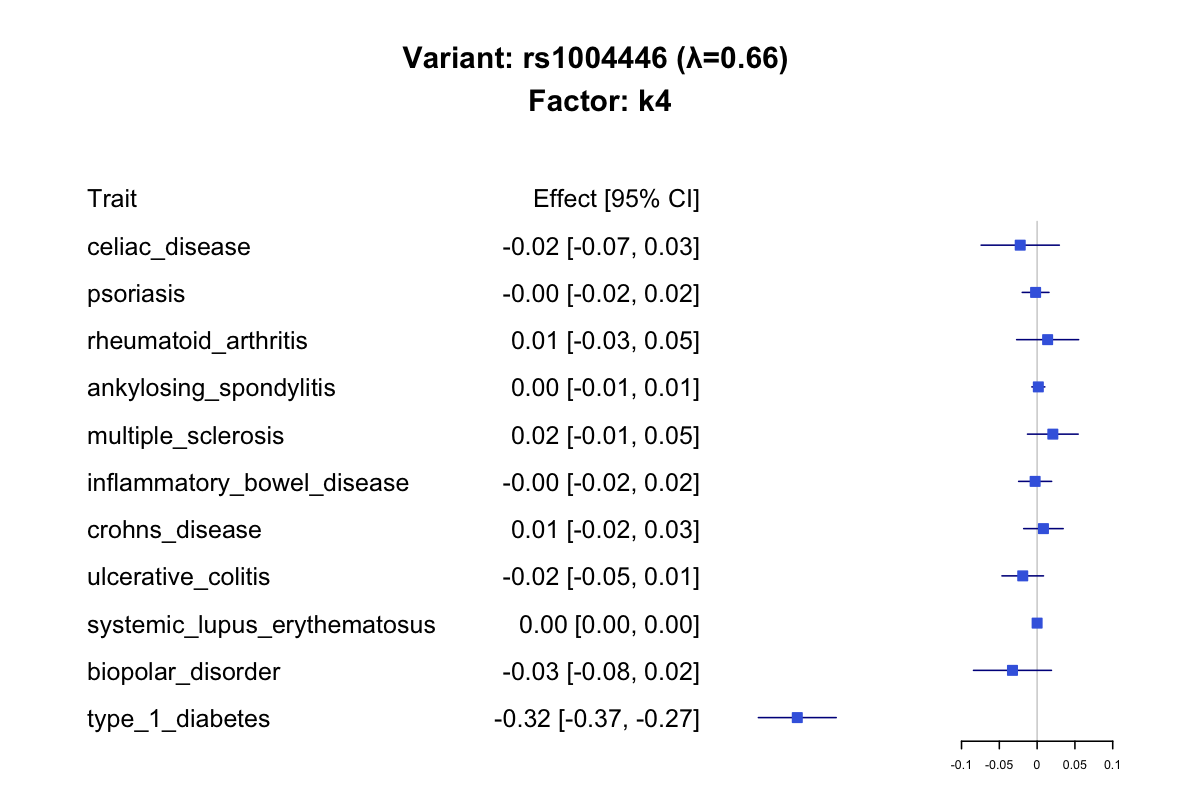 Variant: rs1004446 (λ=0.66)
Factor: k4
Trait Effect [95% CI]
celiac_disease -0.02 [-0.07, 0.03]
psoriasis -0.00 [-0.02, 0.02]
rheumatoid_arthritis 0.01 [-0.03, 0.05]
ankylosing_spondylitis 0.00 [-0.01, 0.01]
multiple_sclerosis 0.02 [-0.01, 0.05]
inflammatory_bowel_disease -0.00 [-0.02, 0.02]
crohns_disease 0.01 [-0.02, 0.03]
ulcerative_colitis -0.02 [-0.05, 0.01]
systemic_lupus_erythematosus 0.00 [0.00, 0.00]
biopolar_disorder -0.03 [-0.08, 0.02]
type_1_diabetes -0.32 [-0.37, -0.27]
-0.1 -0.05 0 0.05 0.1